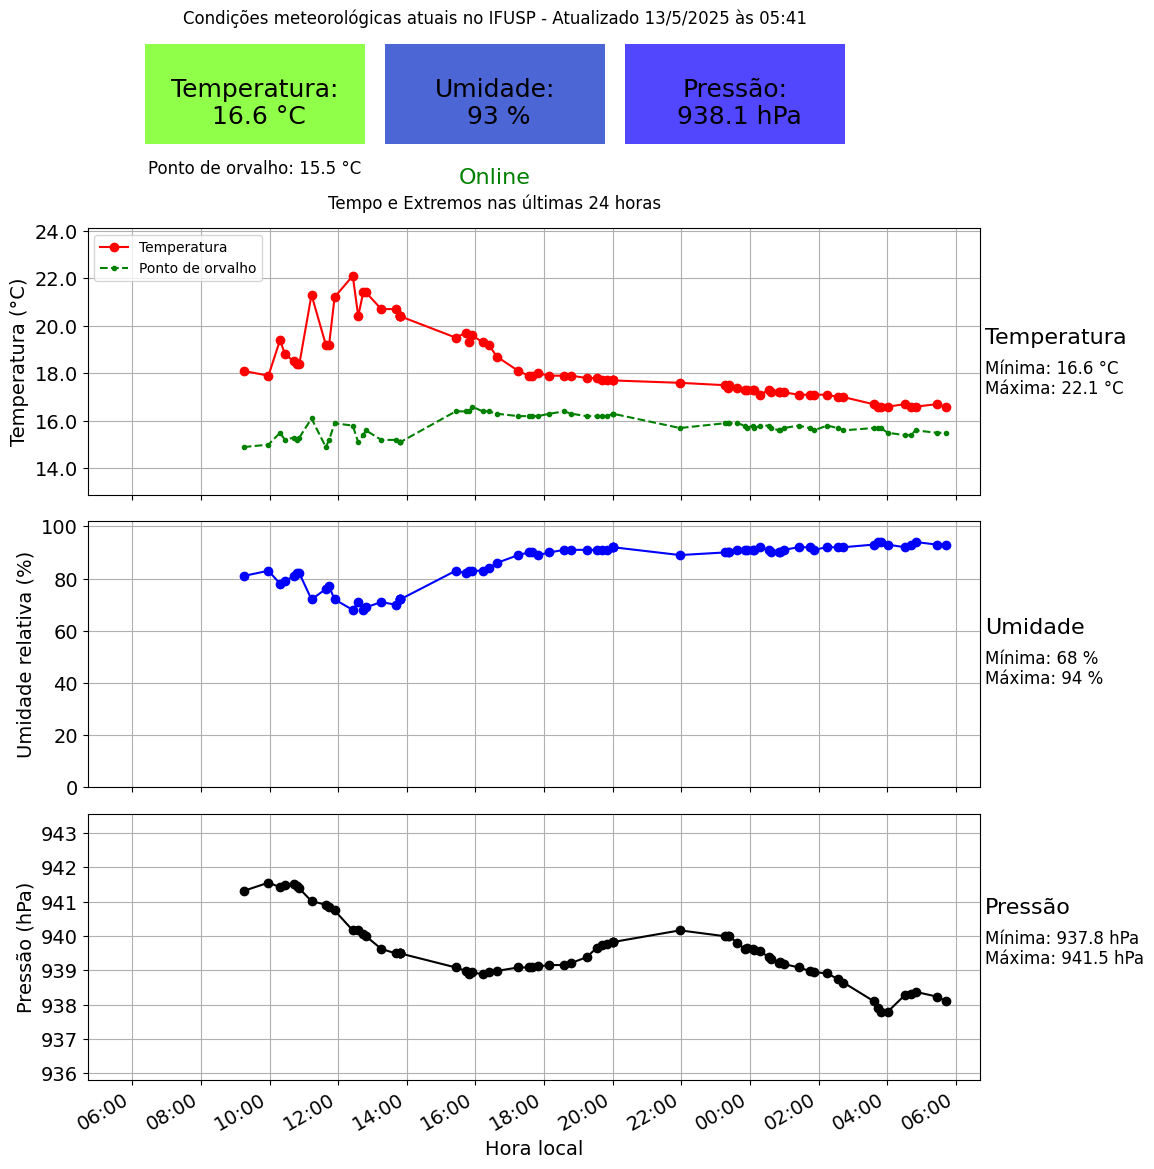 Condições meteorológicas atuais no IFUSP - Atualizado 13/5/2025 às 05:41
Temperatura:
16.6 °C
Umidade:
93 %
Pressão:
938.1 hPa
Ponto de orvalho: 15.5 °C
Online
Tempo e Extremos nas últimas 24 horas
Temperatura (°C)
24.0
22.0
20.0
18.0
16.0
14.0
Temperatura
Ponto de orvalho
Temperatura
Mínima: 16.6 °C
Máxima: 22.1 °C
Umidade relativa (%)
100
80
60
40
20
0
Umidade
Mínima: 68 %
Máxima: 94 %
Pressão (hPa)
943
942
941
940
939
938
937
936
Pressão
Mínima: 937.8 hPa
Máxima: 941.5 hPa
06:00 08:00 10:00 12:00 14:00 16:00 18:00 20:00 22:00 00:00 02:00 04:00 06:00
Hora local